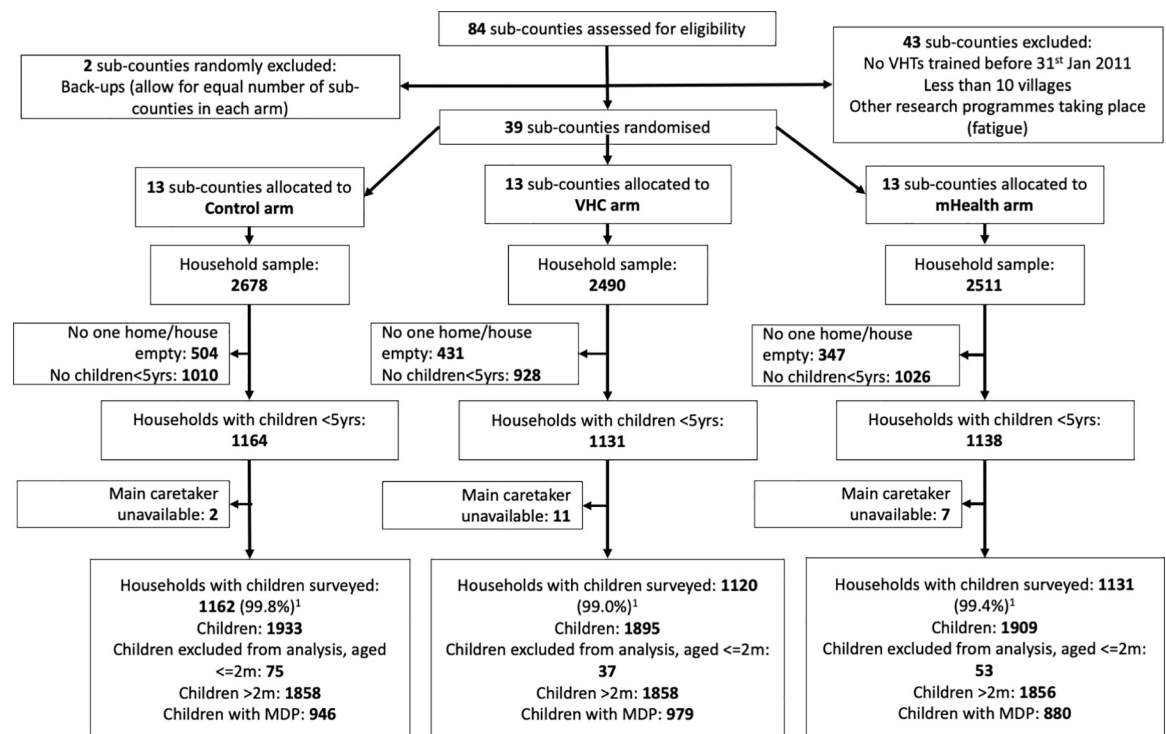 84 sub-counties assessed for eligibility
2 sub-counties randomly excluded:
Back-ups (allow for equal number of sub-
counties in each arm)
43 sub-counties excluded:
No VHTs trained before 31st Jan 2011
Less than 10 villages
Other research programmes taking place
(fatigue)
39 sub-counties randomised
13 sub-counties allocated to
Control arm
13 sub-counties allocated to
VHC arm
13 sub-counties allocated to
mHealth arm
Household sample:
2678
Household sample:
2490
Household sample:
2511
No one home/house
empty: 504
No children<5yrs: 1010
No one home/house
empty: 431
No children<5yrs: 928
No one home/house
empty: 347
No children<5yrs: 1026
Households with children <5yrs:
1164
Households with children <5yrs:
1131
Households with children <5yrs:
1138
Main caretaker
unavailable: 2
Main caretaker
unavailable: 11
Main caretaker
unavailable: 7
Households with children surveyed:
1162 (99.8%)1
Children: 1933
Children excluded from analysis, aged
<=2m: 75
Children >2m: 1858
Children with MDP: 946
Households with children surveyed: 1120
(99.0%)1
Children: 1895
Children excluded from analysis, aged <=2m:
37
Children >2m: 1858
Children with MDP: 979
Households with children surveyed: 1131
(99.4%)1
Children: 1909
Children excluded from analysis, aged <=2m:
53
Children >2m: 1856
Children with MDP: 880